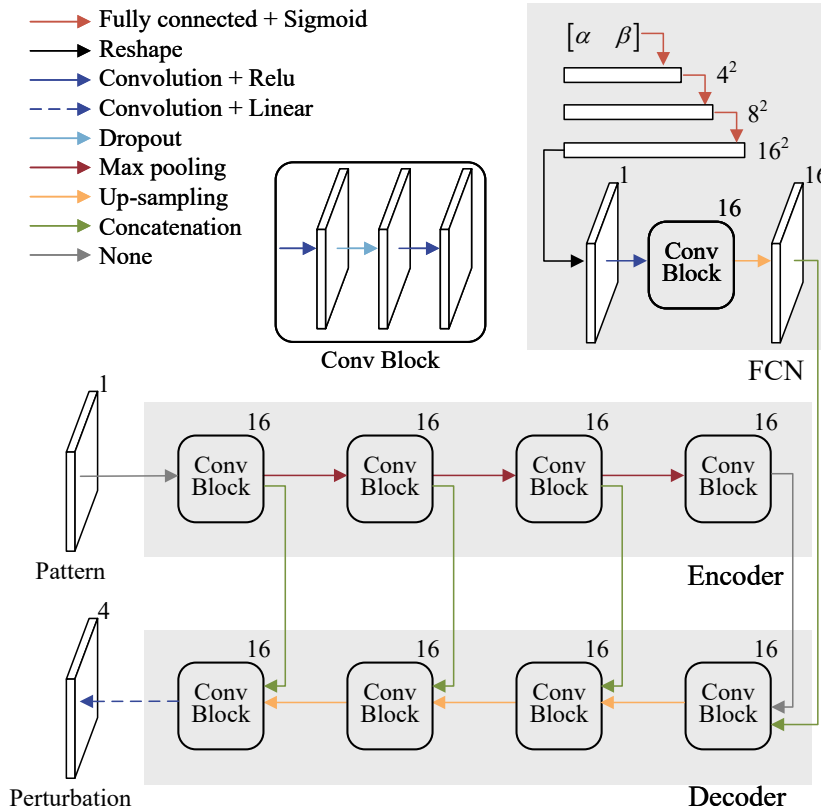 Fully connected + Sigmoid
Reshape
Convolution + Relu
Convolution + Linear
Dropout
Max pooling
Up-sampling
Concatenation
None
Conv Block
[α β]
4²
8²
16²
1
16
16
Conv
Block
FCN
1
Pattern
16
Conv
Block
16
Conv
Block
16
Conv
Block
16
Conv
Block
Encoder
4
Perturbation
16
Conv
Block
16
Conv
Block
16
Conv
Block
16
Conv
Block
Decoder